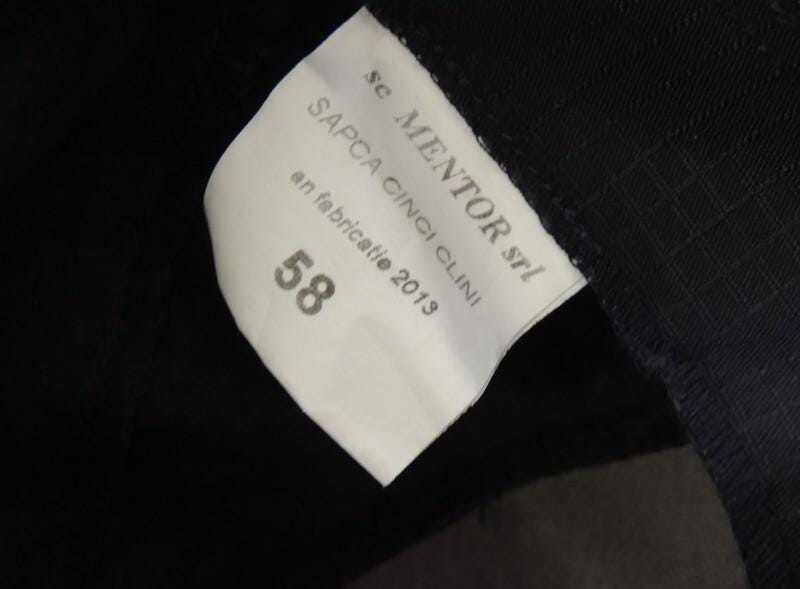 sc MENTOR srl
SAPCA CINCI CLINI
an fabricatie 2013
58